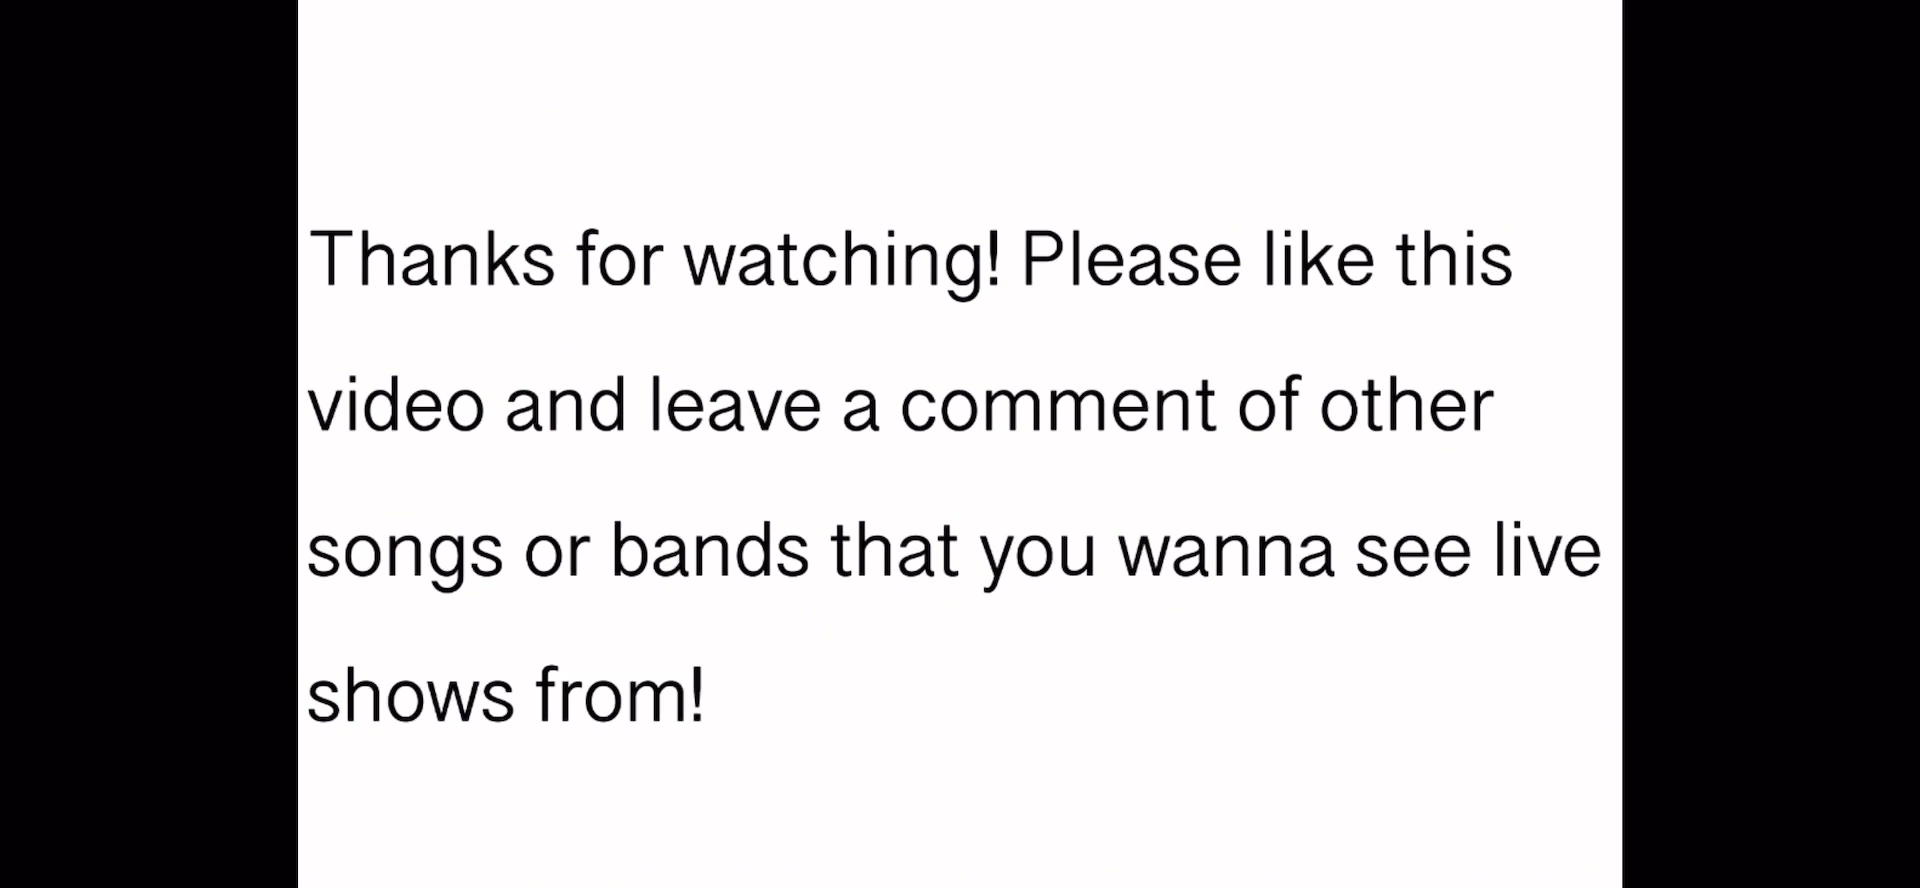 Thanks for watching! Please like this
video and leave a comment of other
songs or bands that you wanna see live
shows from!